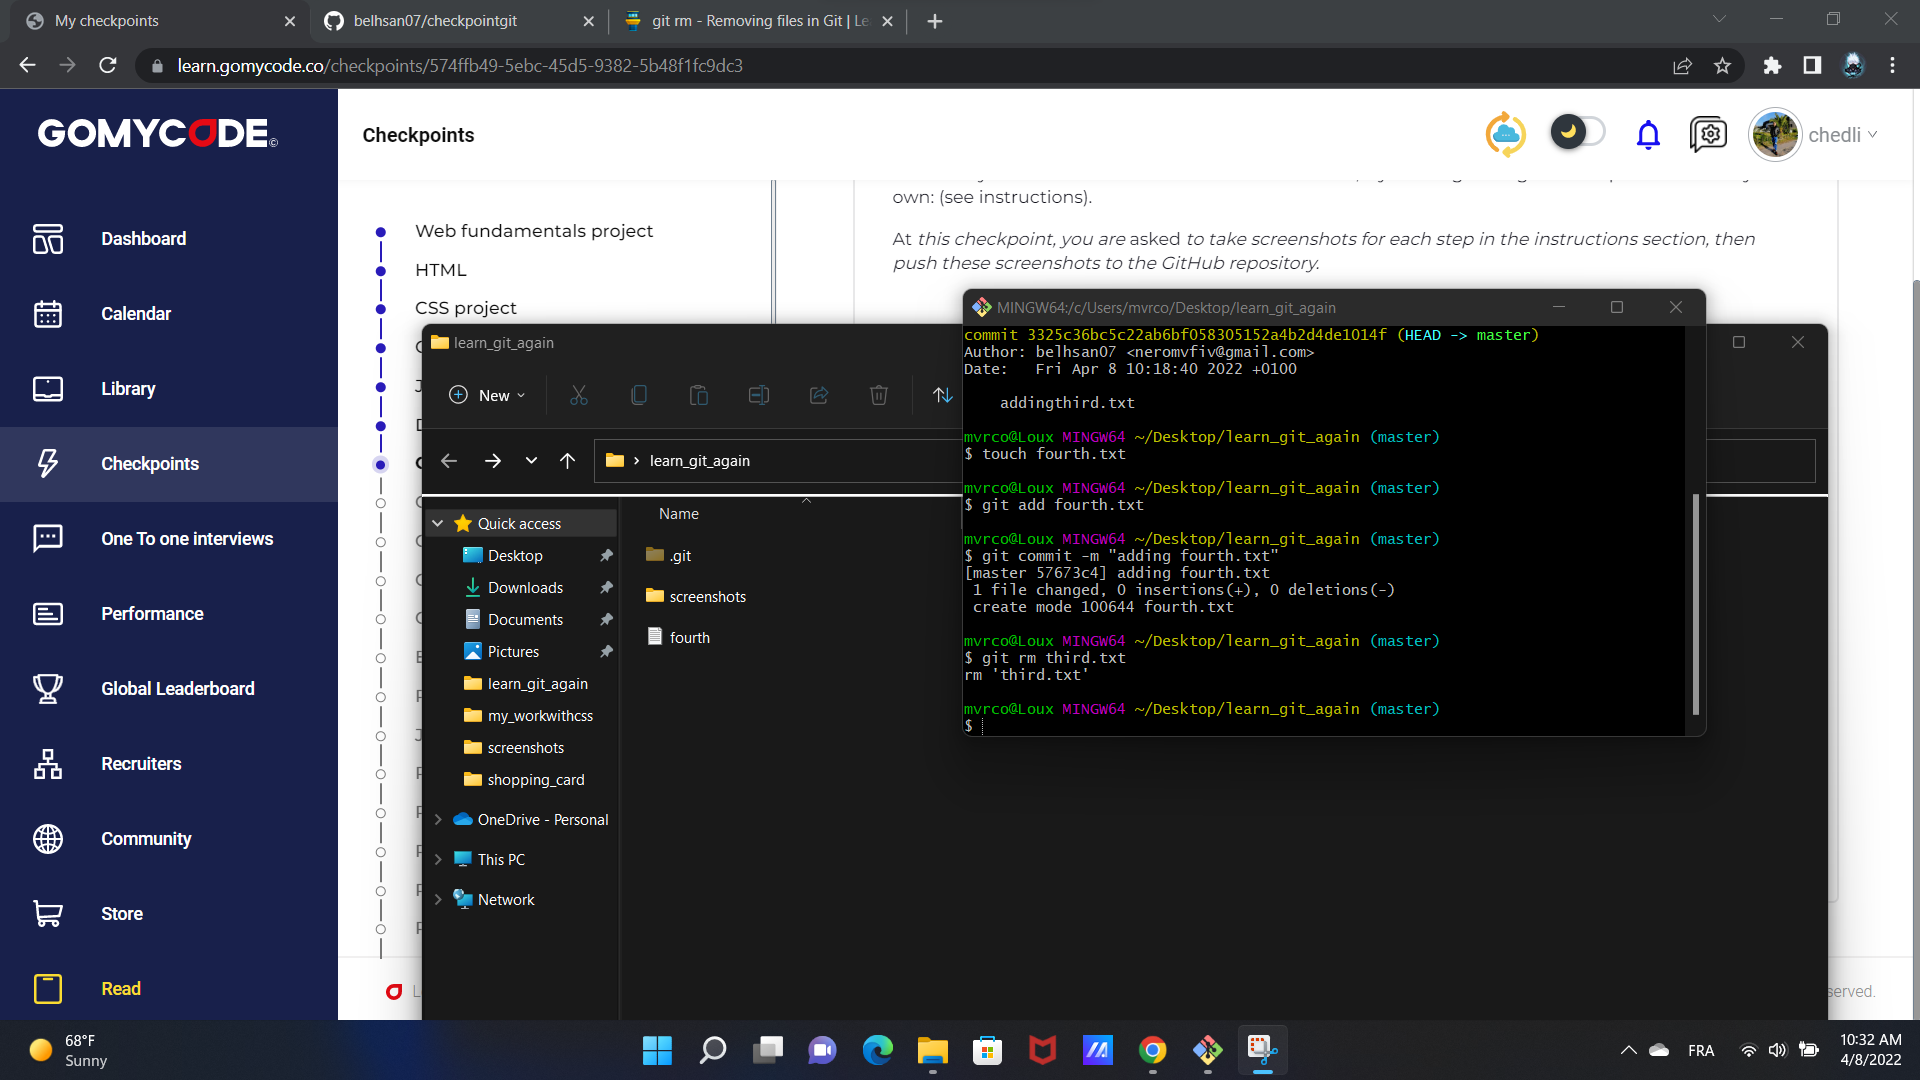 My checkpoints
belhsan07/checkpointgit
git rm - Removing files in Git | Le
learn.gomycode.co/checkpoints/574ffb49-5ebc-45d5-9382-5b48f1fc9dc3
GOMYCODE
Checkpoints
chedli
Dashboard
Calendar
Library
Checkpoints
One To one interviews
Performance
Global Leaderboard
Recruiters
Community
Store
Read
Web fundamentals project
HTML
CSS project
own: (see instructions).
At this checkpoint, you are asked to take screenshots for each step in the instructions section, then
push these screenshots to the GitHub repository.
learn_git_again
New
learn_git_again
Quick access
Desktop
Downloads
Documents
Pictures
learn_git_again
my_workwithcss
screenshots
shopping_card
OneDrive - Personal
This PC
Network
Name
.git
screenshots
fourth
MINGW64:/c/Users/mvrco/Desktop/learn_git_again
commit 3325c36bc5c22ab6bf058305152a4b2d4de1014f (HEAD -> master)
Author: belhsan07 <neromvfiv@gmail.com>
Date:   Fri Apr 8 10:18:40 2022 +0100
addingthird.txt
mvrco@Loux MINGW64 ~/Desktop/learn_git_again (master)
$ touch fourth.txt
mvrco@Loux MINGW64 ~/Desktop/learn_git_again (master)
$ git add fourth.txt
mvrco@Loux MINGW64 ~/Desktop/learn_git_again (master)
$ git commit -m "adding fourth.txt"
[master 57673c4] adding fourth.txt
1 file changed, 0 insertions(+), 0 deletions(-)
create mode 100644 fourth.txt
mvrco@Loux MINGW64 ~/Desktop/learn_git_again (master)
$ git rm third.txt
rm 'third.txt'
mvrco@Loux MINGW64 ~/Desktop/learn_git_again (master)
$
served.
68°F
Sunny
FRA
10:32 AM
4/8/2022